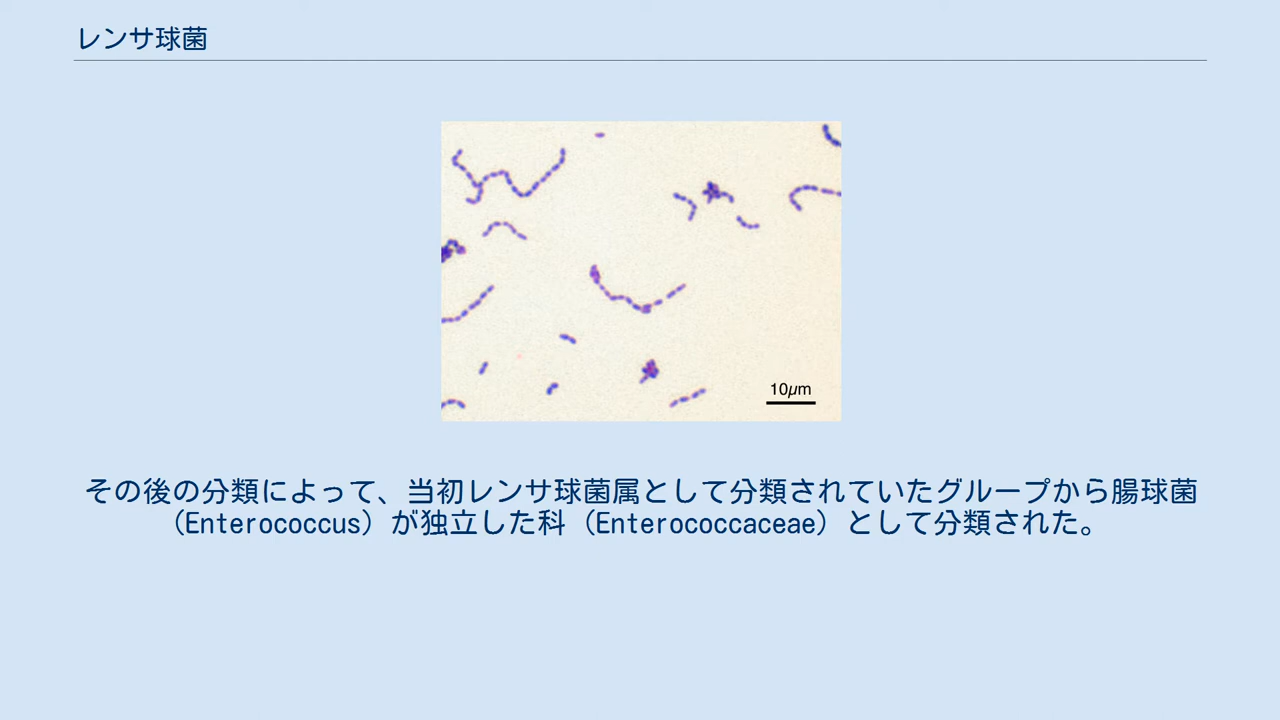 レンサ球菌
10μm
その後の分類によって、当初レンサ球菌属として分類されていたグループから腸球菌
（Enterococcus）が独立した科（Enterococcaceae）として分類された。